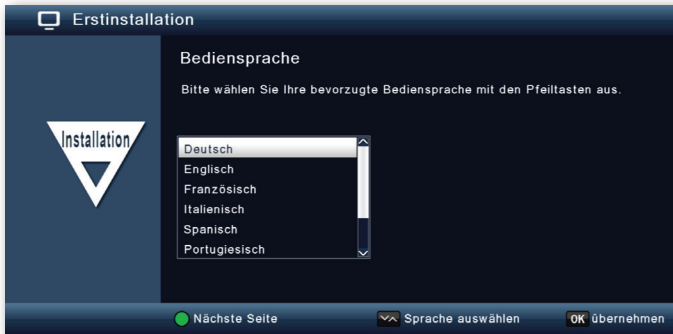 Erstinstallation
Bediensprache
Bitte wählen Sie Ihre bevorzugte Bediensprache mit den Pfeiltasten aus.
Installation
Deutsch
Englisch
Französisch
Italienisch
Spanisch
Portugiesisch
Nächste Seite Sprache auswählen OK übernehmen